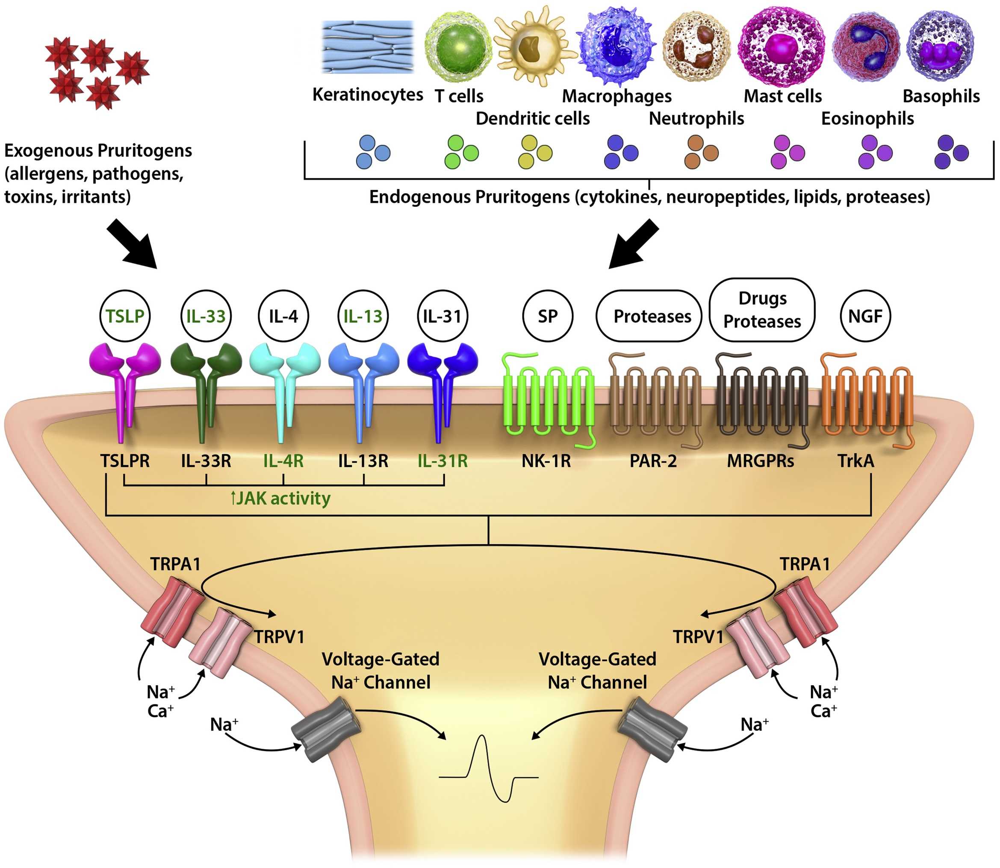 Keratinocytes
T cells
Dendritic cells
Macrophages
Neutrophils
Mast cells
Eosinophils
Basophils
Exogenous Pruritogens
(allergens, pathogens,
toxins, irritants)
Endogenous Pruritogens (cytokines, neuropeptides, lipids, proteases)
TSLP
IL-33
IL-4
IL-13
IL-31
SP
Proteases
Drugs
Proteases
NGF
TSLPR
IL-33R
IL-4R
IL-13R
IL-31R
NK-1R
PAR-2
MRGPRs
TrkA
↑JAK activity
TRPA1
TRPA1
TRPV1
TRPV1
Voltage-Gated
Na⁺ Channel
Voltage-Gated
Na⁺ Channel
Na⁺
Ca⁺
Na⁺
Ca⁺
Na⁺
Na⁺